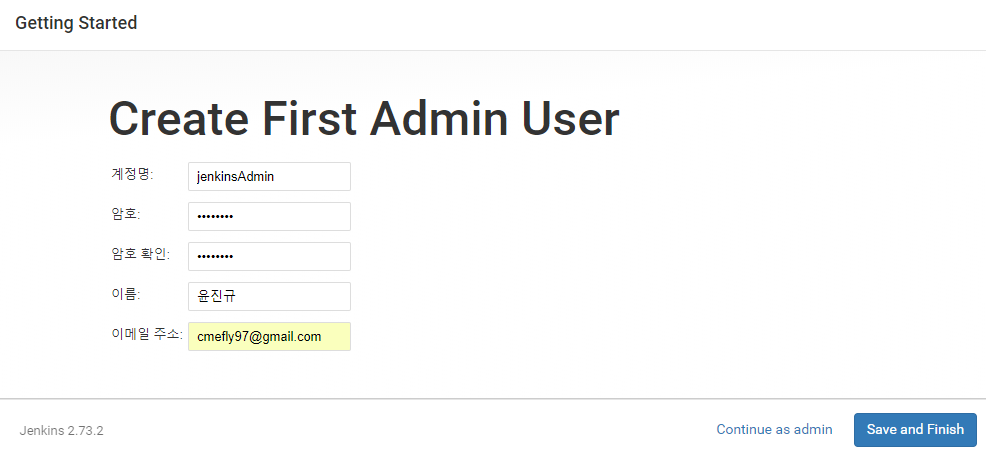 Getting Started
Create First Admin User
계정명: jenkinsAdmin
암호: ••••••••
암호 확인: ••••••••
이름: 윤진규
이메일 주소: cmefly97@gmail.com
Jenkins 2.73.2 Continue as admin Save and Finish